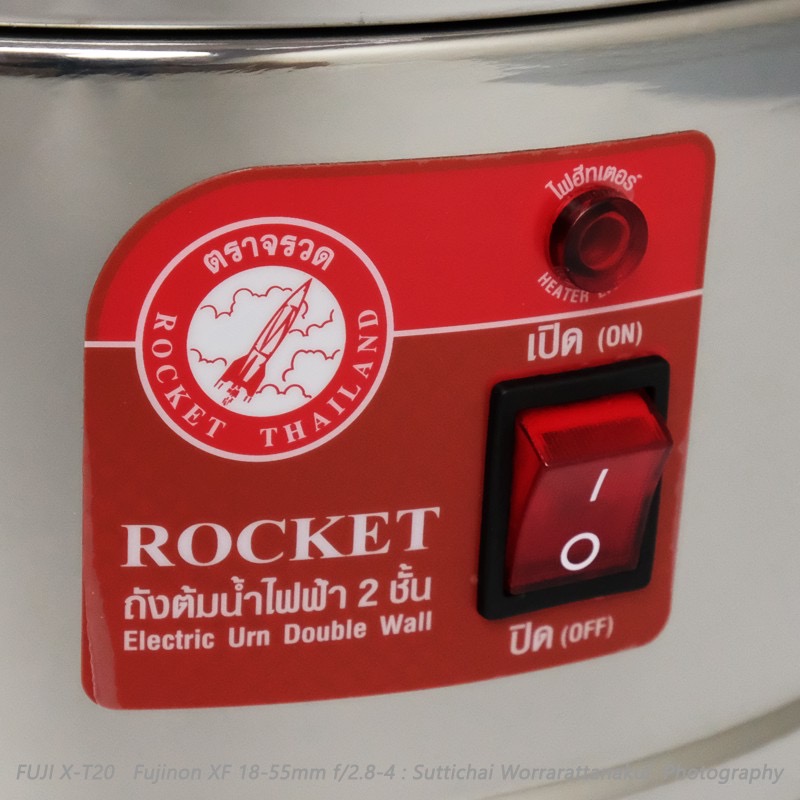 ตราจรวด
ROCKET THAILAND
ไฟฮีทเตอร์
HEATER
เปิด (ON)
I
O
ปิด (OFF)
ROCKET
ถังต้มน้ำไฟฟ้า 2 ชั้น
Electric Urn Double Wall
FUJI X-T20 Fujinon XF 18-55mm f/2.8-4 : Suttichai Photography